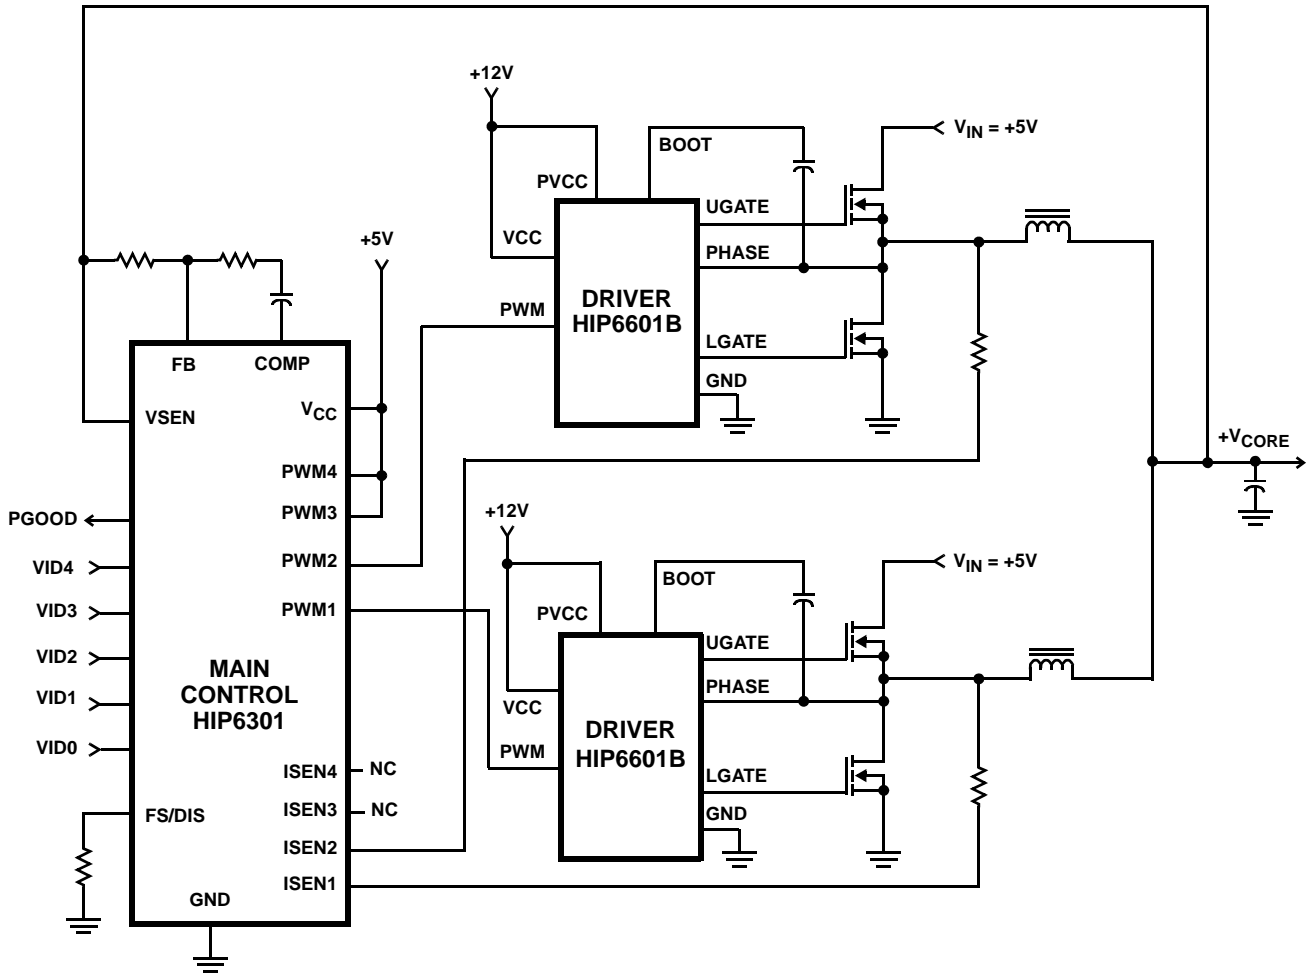 +12V
BOOT
V_IN = +5V
PVCC
UGATE
+5V
VCC
PHASE
PWM
DRIVER
HIP6601B
LGATE
GND
FB
COMP
VSEN
V_CC
+V_CORE
PWM4
PWM3
PGOOD
+12V
PWM2
VID4
V_IN = +5V
BOOT
VID3
PWM1
PVCC
UGATE
VID2
MAIN
CONTROL
HIP6301
PHASE
VID1
VCC
DRIVER
HIP6601B
VID0
PWM
ISEN4
NC
LGATE
ISEN3
NC
FS/DIS
GND
ISEN2
ISEN1
GND